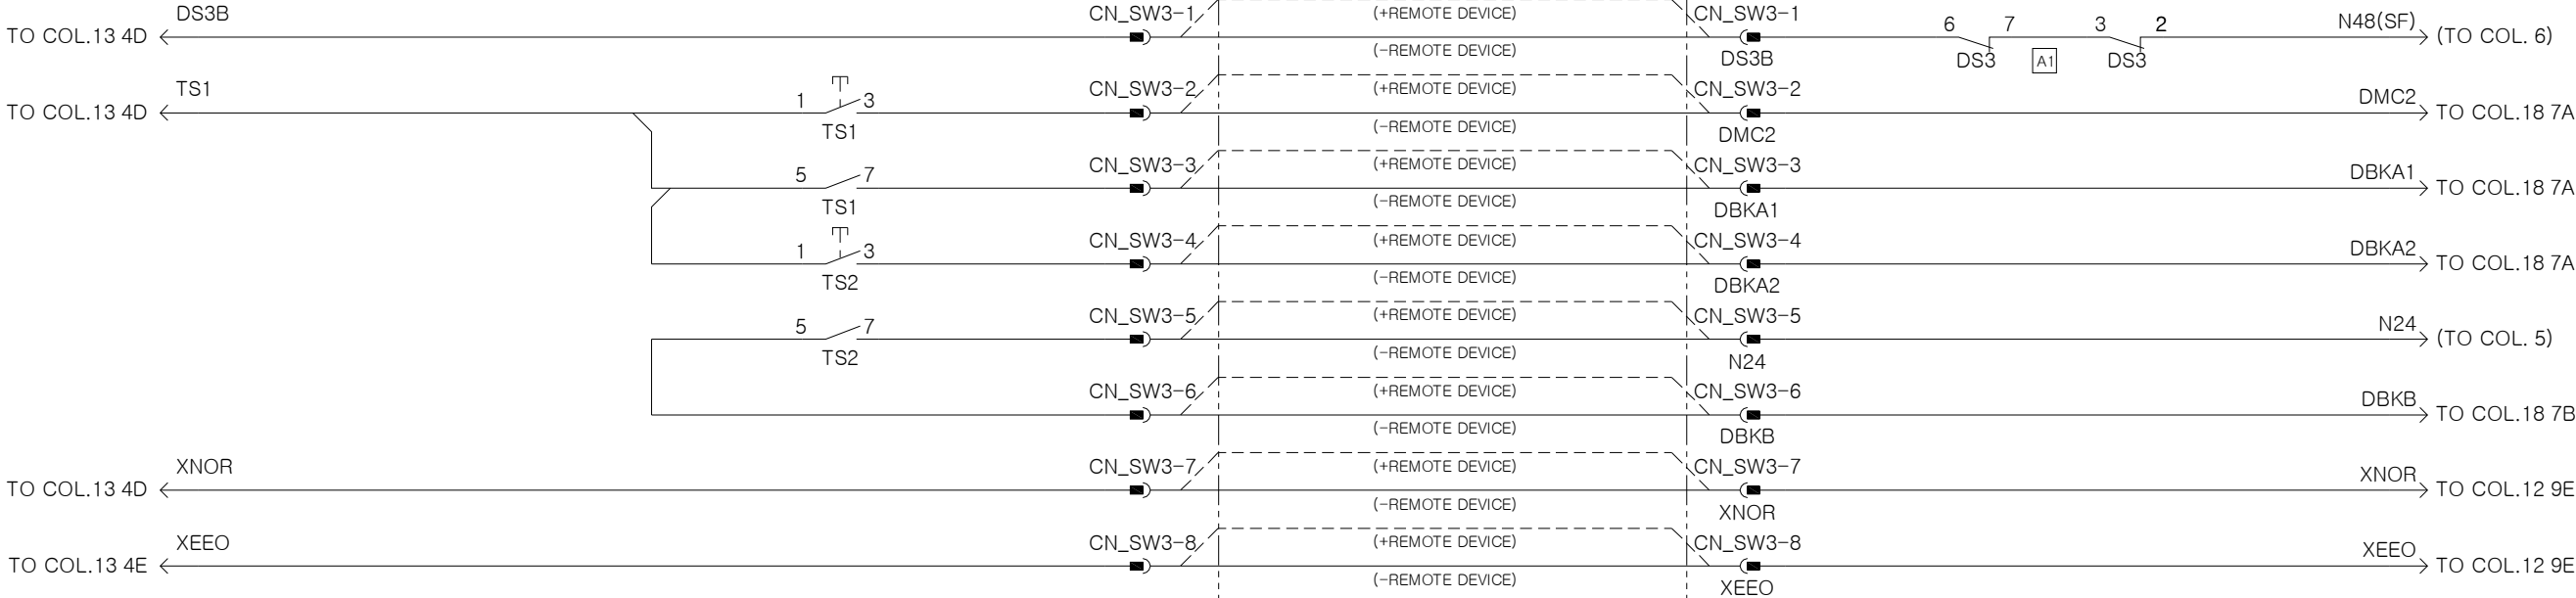 DS3B CN_SW3-1 (+REMOTE DEVICE) CN_SW3-1 6 7 3 2 N48(SF)
TO COL.13 4D (TO COL. 6)
(-REMOTE DEVICE) DS3B DS3 A1 DS3
TS1 CN_SW3-2 (+REMOTE DEVICE) CN_SW3-2 DMC2
1 3
TO COL.13 4D TO COL.18 7A
TS1 (-REMOTE DEVICE) DMC2
CN_SW3-3 (+REMOTE DEVICE) CN_SW3-3 DBKA1
5 7
TO COL.18 7A
TS1 (-REMOTE DEVICE) DBKA1
CN_SW3-4 (+REMOTE DEVICE) CN_SW3-4 DBKA2
1 3
TO COL.18 7A
TS2 (-REMOTE DEVICE) DBKA2
CN_SW3-5 (+REMOTE DEVICE) CN_SW3-5 N24
5 7
(TO COL. 5)
TS2 (-REMOTE DEVICE) N24
CN_SW3-6 (+REMOTE DEVICE) CN_SW3-6 DBKB
TO COL.18 7B
(-REMOTE DEVICE) DBKB
XNOR CN_SW3-7 (+REMOTE DEVICE) CN_SW3-7 XNOR
TO COL.13 4D TO COL.12 9E
(-REMOTE DEVICE) XNOR
XEEO CN_SW3-8 (+REMOTE DEVICE) CN_SW3-8 XEEO
TO COL.13 4E TO COL.12 9E
(-REMOTE DEVICE) XEEO